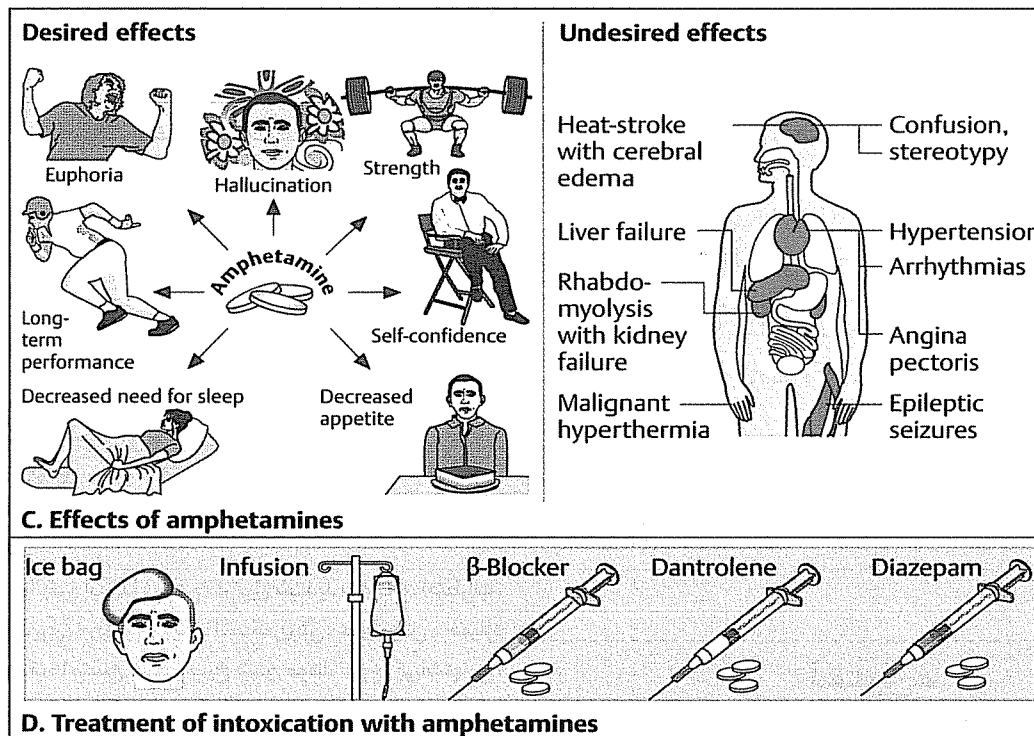 Desired effects
Euphoria
Hallucination
Strength
Amphetamine
Long-
term
performance
Self-confidence
Decreased need for sleep
Decreased
appetite
Undesired effects
Heat-stroke
with cerebral
edema
Confusion,
stereotypy
Liver failure
Hypertension
Arrhythmias
Rhabdo-
myolysis
with kidney
failure
Angina
pectoris
Malignant
hyperthermia
Epileptic
seizures
C. Effects of amphetamines
Ice bag
Infusion
β-Blocker
Dantrolene
Diazepam
D. Treatment of intoxication with amphetamines